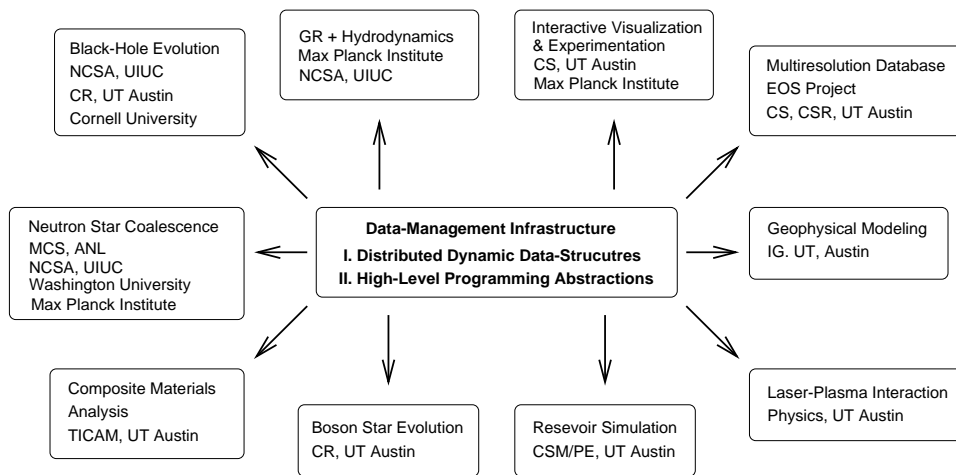 Black-Hole Evolution
NCSA, UIUC
CR, UT Austin
Cornell University
GR + Hydrodynamics
Max Planck Institute
NCSA, UIUC
Interactive Visualization
& Experimentation
CS, UT Austin
Max Planck Institute
Multiresolution Database
EOS Project
CS, CSR, UT Austin
Neutron Star Coalescence
MCS, ANL
NCSA, UIUC
Washington University
Max Planck Institute
Data-Management Infrastructure
I. Distributed Dynamic Data-Strucutres
II. High-Level Programming Abstractions
Geophysical Modeling
IG. UT, Austin
Composite Materials
Analysis
TICAM, UT Austin
Boson Star Evolution
CR, UT Austin
Resevoir Simulation
CSM/PE, UT Austin
Laser-Plasma Interaction
Physics, UT Austin